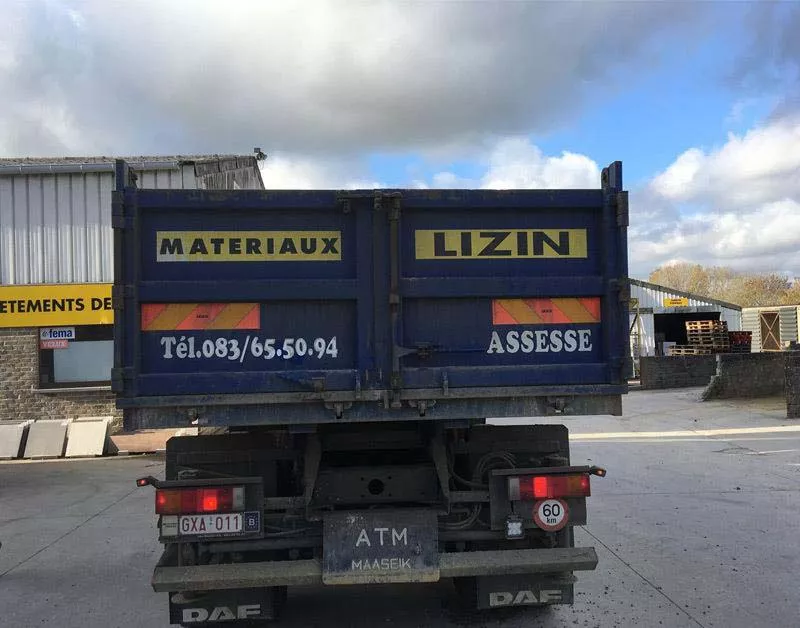 MATERIAUX LIZIN
ETEMENTS DE
fema
Tél.083/65.50.94 ASSESSE
GXA-011 B
60
km
ATM
MAASEIK
DAF DAF